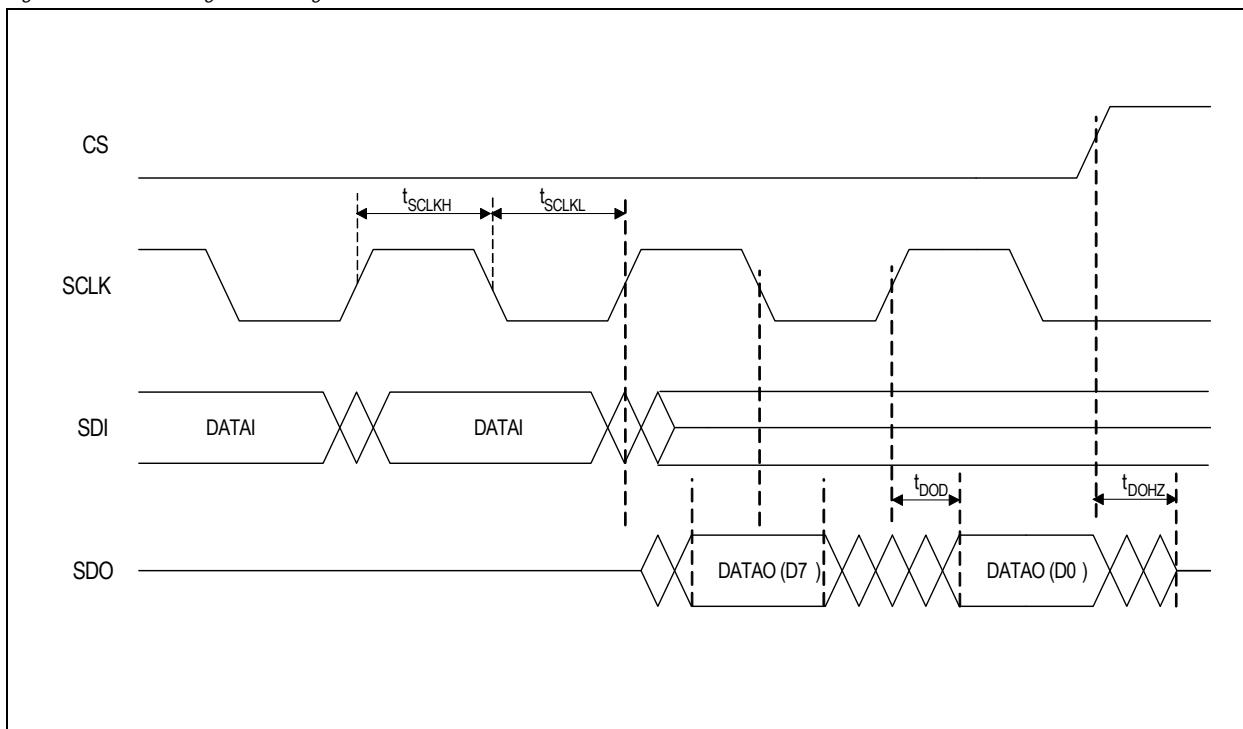 CS
tSCLKH tSCLKL
SCLK
SDI DATAI DATAI
tDOD tDOHZ
SDO DATAO (D7 ) DATAO (D0 )